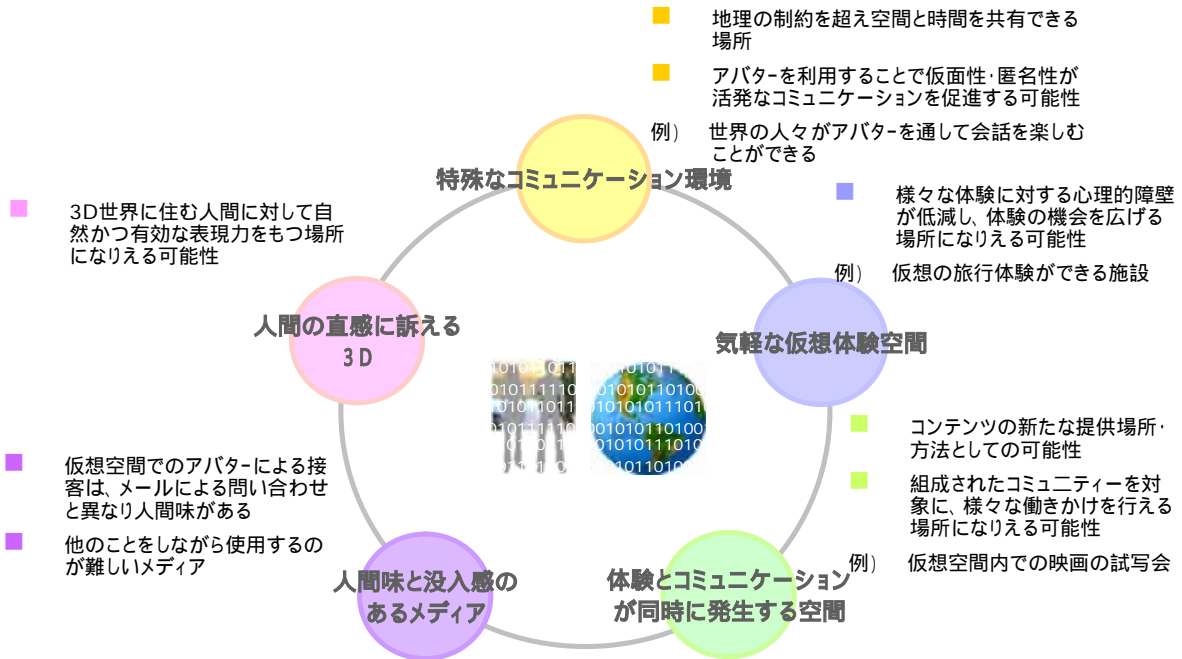 地理の制約を超え空間と時間を共有できる
場所
アバターを利用することで仮面性・匿名性が
活発なコミュニケーションを促進する可能性
例) 世界の人々がアバターを通して会話を楽しむ
ことができる
特殊なコミュニケーション環境
様々な体験に対する心理的障壁
が低減し、体験の機会を広げる
場所になりえる可能性
例) 仮想の旅行体験ができる施設
気軽な仮想体験空間
コンテンツの新たな提供場所・
方法としての可能性
組成されたコミュニティーを対
象に、様々な働きかけを行える
場所になりえる可能性
例) 仮想空間内での映画の試写会
体験とコミュニケーション
が同時に発生する空間
3D世界に住む人間に対して自
然かつ有効な表現力をもつ場所
になりえる可能性
人間の直感に訴える
3D
仮想空間でのアバターによる接
客は、メールによる問い合わせ
と異なり人間味がある
他のことをしながら使用するの
が難しいメディア
人間味と没入感の
あるメディア